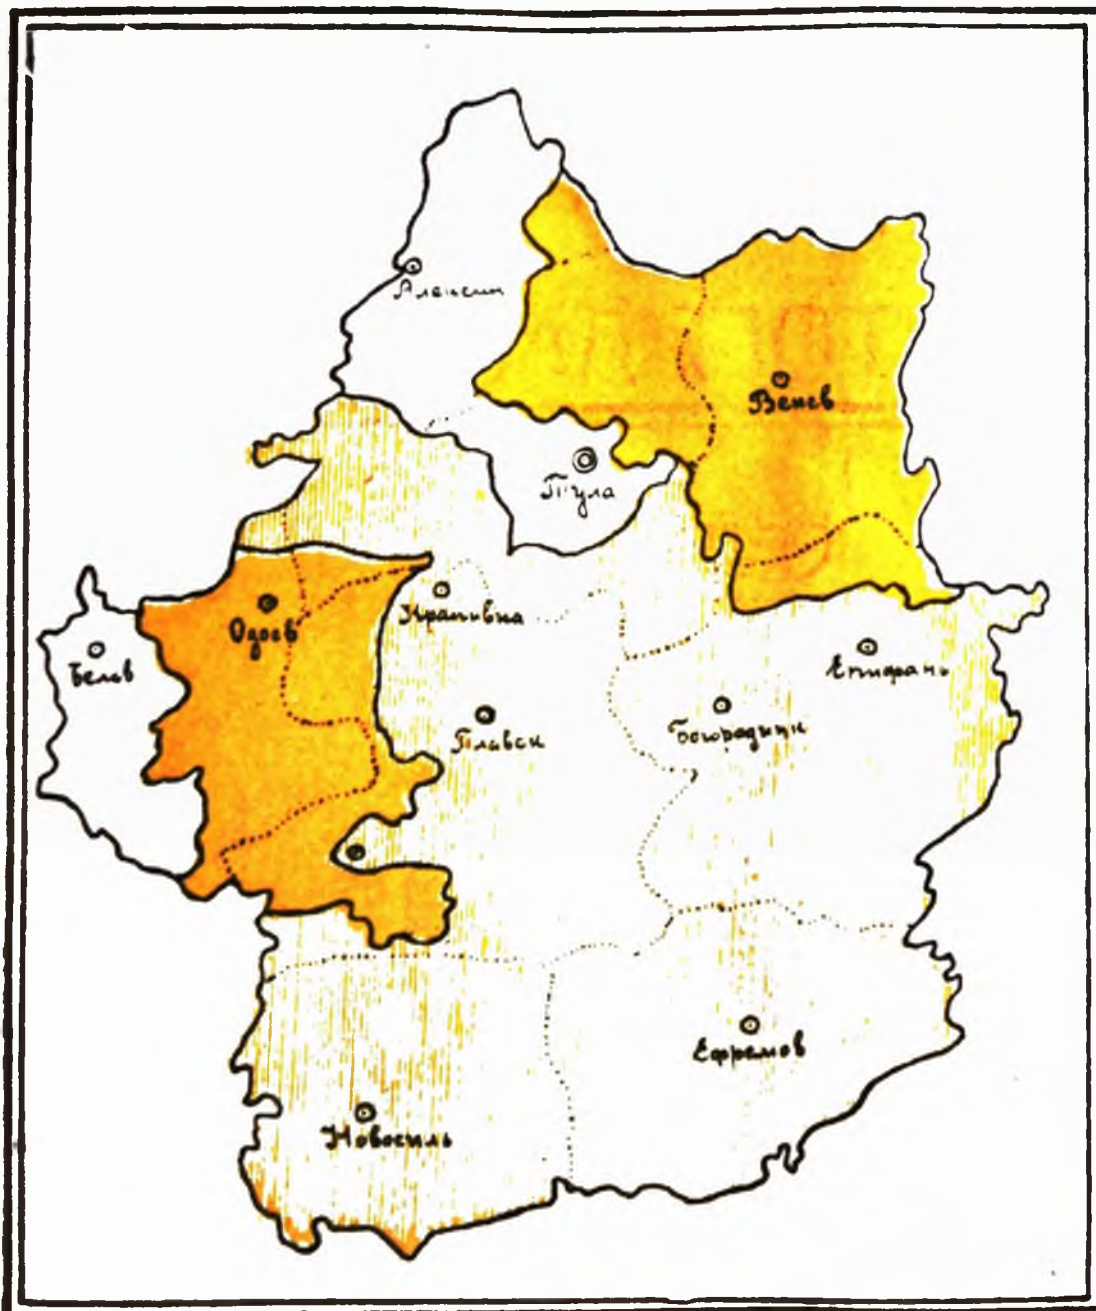 Алексин
Венев
Тула
Одоев
Крапивна
Белев
Епифань
Плавск
Богородицк
Ефремов
Новосиль